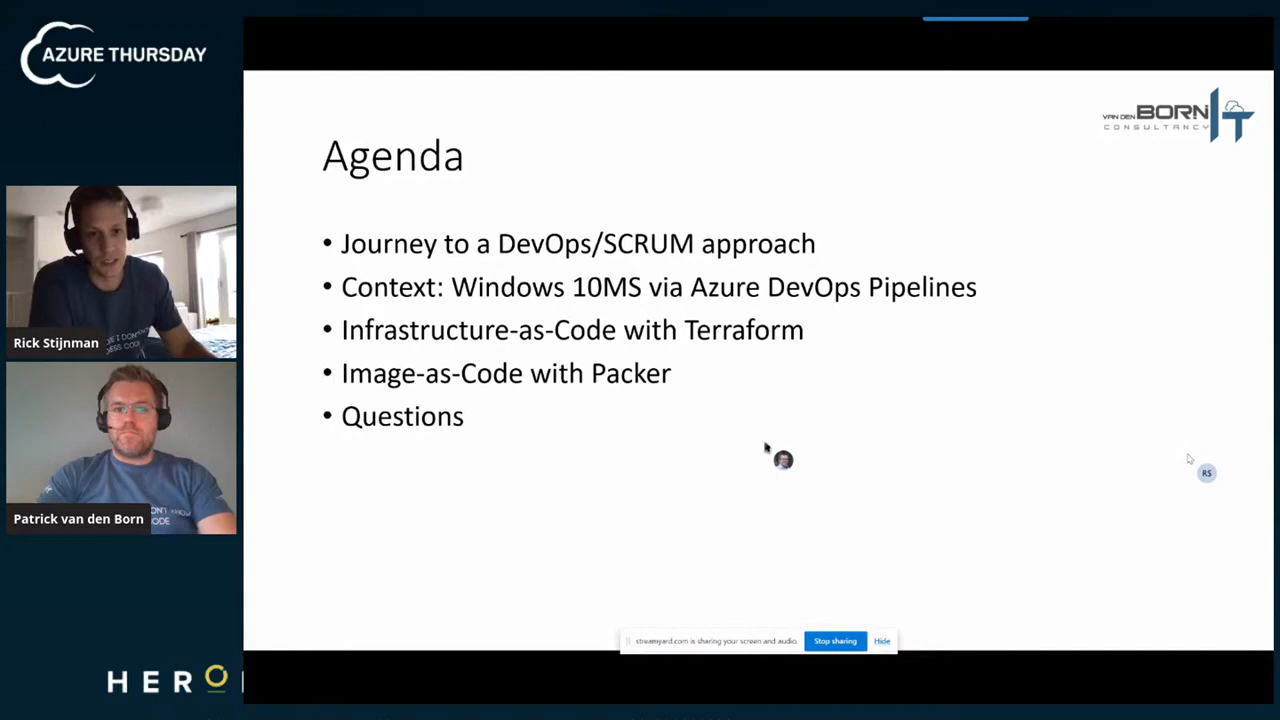 AZURE THURSDAY
VAN DEN BORN IT
CONSULTANCY
Agenda
• Journey to a DevOps/SCRUM approach
• Context: Windows 10MS via Azure DevOps Pipelines
• Infrastructure-as-Code with Terraform
• Image-as-Code with Packer
• Questions
Rick Stijnman
Patrick van den Born
RS
streamyard.com is sharing your screen and audio.
Stop sharing
Hide
HERO